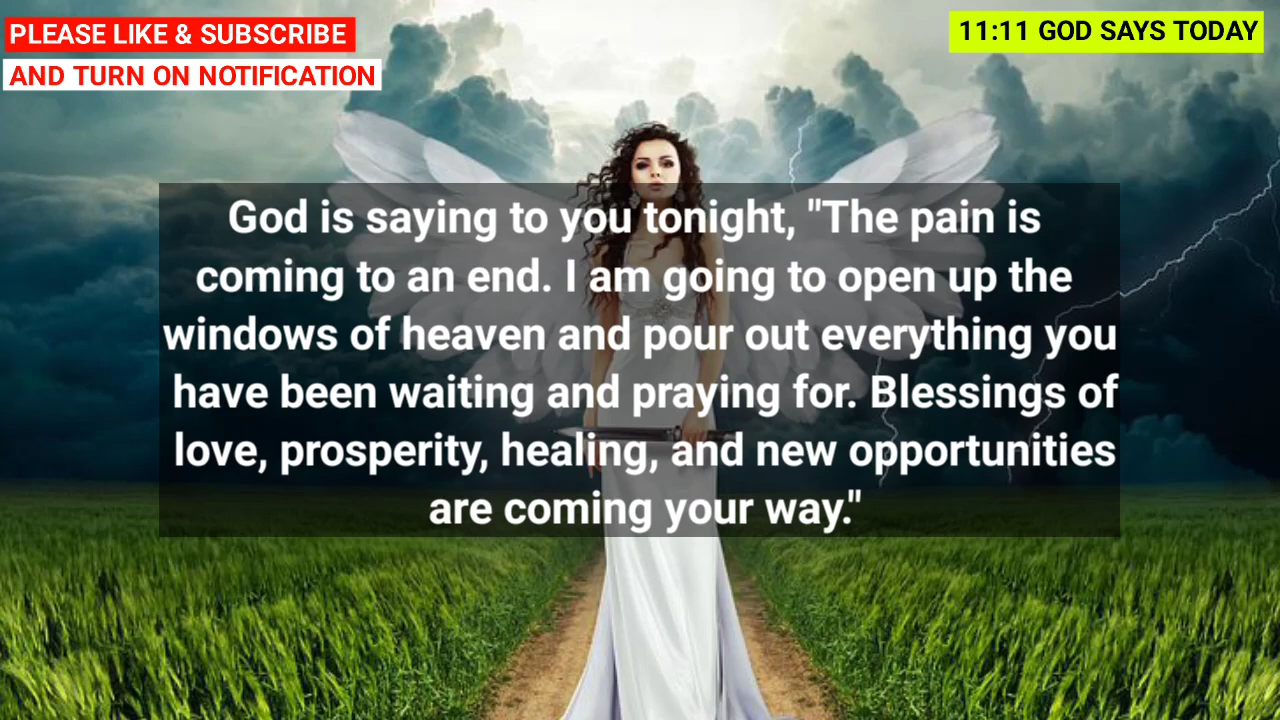 PLEASE LIKE & SUBSCRIBE
AND TURN ON NOTIFICATION
11:11 GOD SAYS TODAY
God is saying to you tonight, "The pain is
coming to an end. I am going to open up the
windows of heaven and pour out everything you
have been waiting and praying for. Blessings of
love, prosperity, healing, and new opportunities
are coming your way."